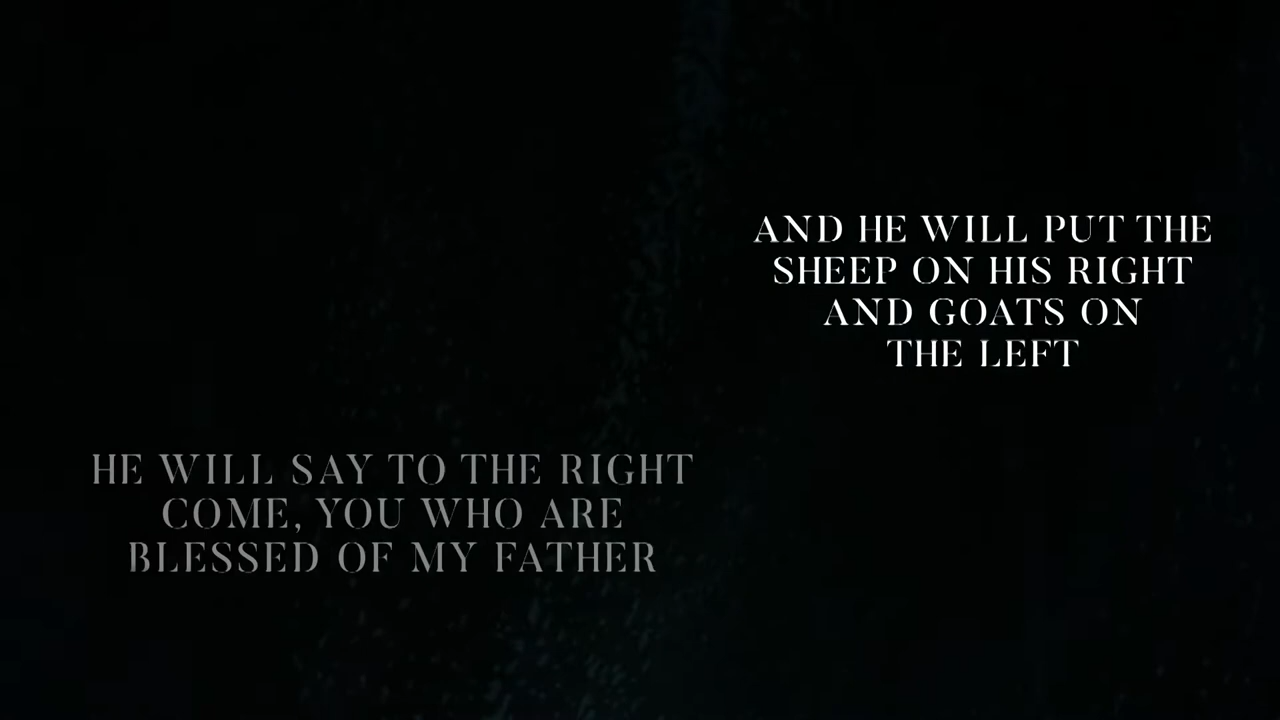 AND HE WILL PUT THE
SHEEP ON HIS RIGHT
AND GOATS ON
THE LEFT
HE WILL SAY TO THE RIGHT
COME, YOU WHO ARE
BLESSED OF MY FATHER